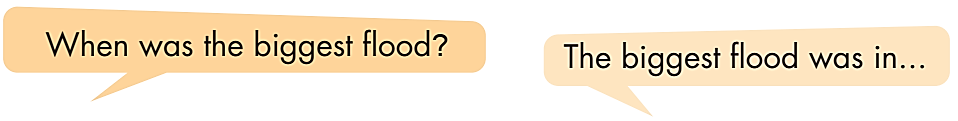 When was the biggest flood?
The biggest flood was in...